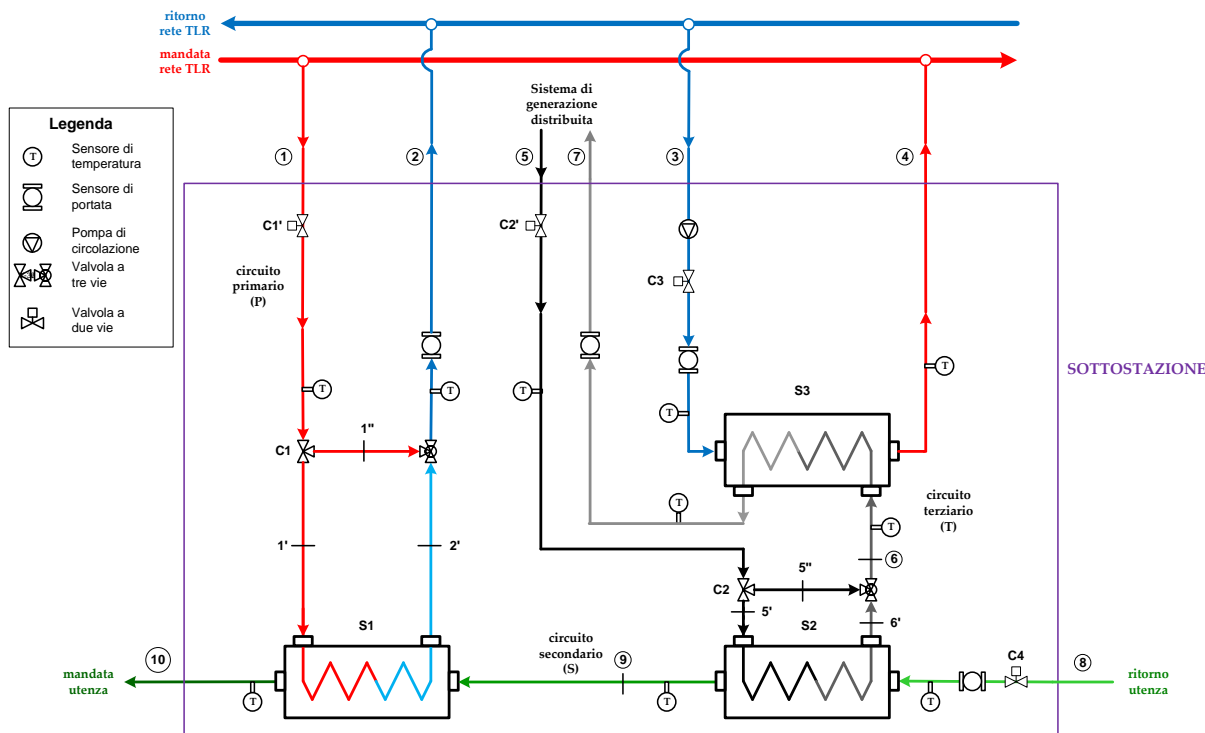 ritorno
rete TLR
mandata
rete TLR
Sistema di
generazione
distribuita
Legenda
T
Sensore di
temperatura
Sensore di
portata
Pompa di
circolazione
Valvola a
tre vie
Valvola a
due vie
1
2
5
7
3
4
C1'
C2'
C3
circuito
primario
(P)
T
T
T
T
T
SOTTOSTAZIONE
S3
C1
1"
T
T
circuito
terziario
(T)
1'
2'
6
C2
5"
5'
6'
S1
S2
circuito
secondario
(S)
C4
10
9
8
mandata
utenza
T
T
T
ritorno
utenza